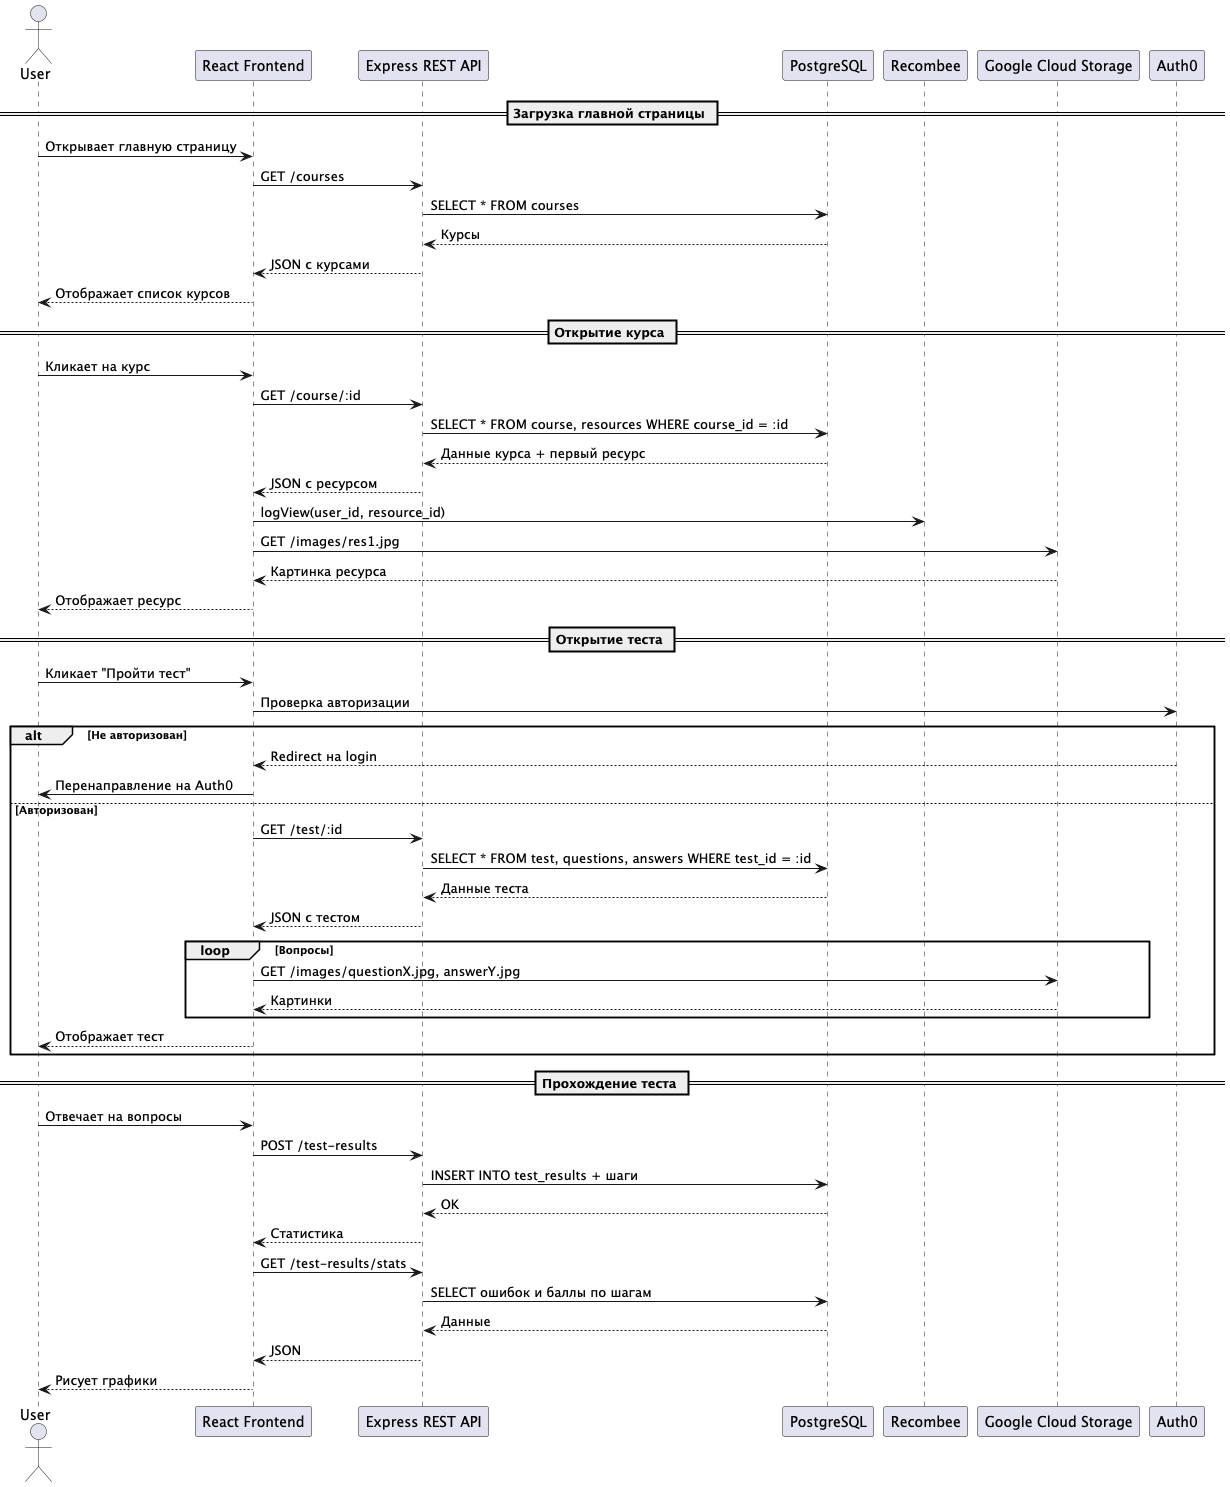 User
React Frontend
Express REST API
PostgreSQL
Recombee
Google Cloud Storage
Auth0
Загрузка главной страницы
Открывает главную страницу
GET /courses
SELECT * FROM courses
Курсы
JSON с курсами
Отображает список курсов
Открытие курса
Кликает на курс
GET /course/:id
SELECT * FROM course, resources WHERE course_id = :id
Данные курса + первый ресурс
JSON с ресурсом
logView(user_id, resource_id)
GET /images/res1.jpg
Картинка ресурса
Отображает ресурс
Открытие теста
Кликает "Пройти тест"
Проверка авторизации
alt [Не авторизован]
Redirect на login
Перенаправление на Auth0
[Авторизован]
GET /test/:id
SELECT * FROM test, questions, answers WHERE test_id = :id
Данные теста
JSON с тестом
loop [Вопросы]
GET /images/questionX.jpg, answerY.jpg
Картинки
Отображает тест
Прохождение теста
Отвечает на вопросы
POST /test-results
INSERT INTO test_results + шаги
OK
Статистика
GET /test-results/stats
SELECT ошибок и баллы по шагам
Данные
JSON
Рисует графики
User
React Frontend
Express REST API
PostgreSQL
Recombee
Google Cloud Storage
Auth0